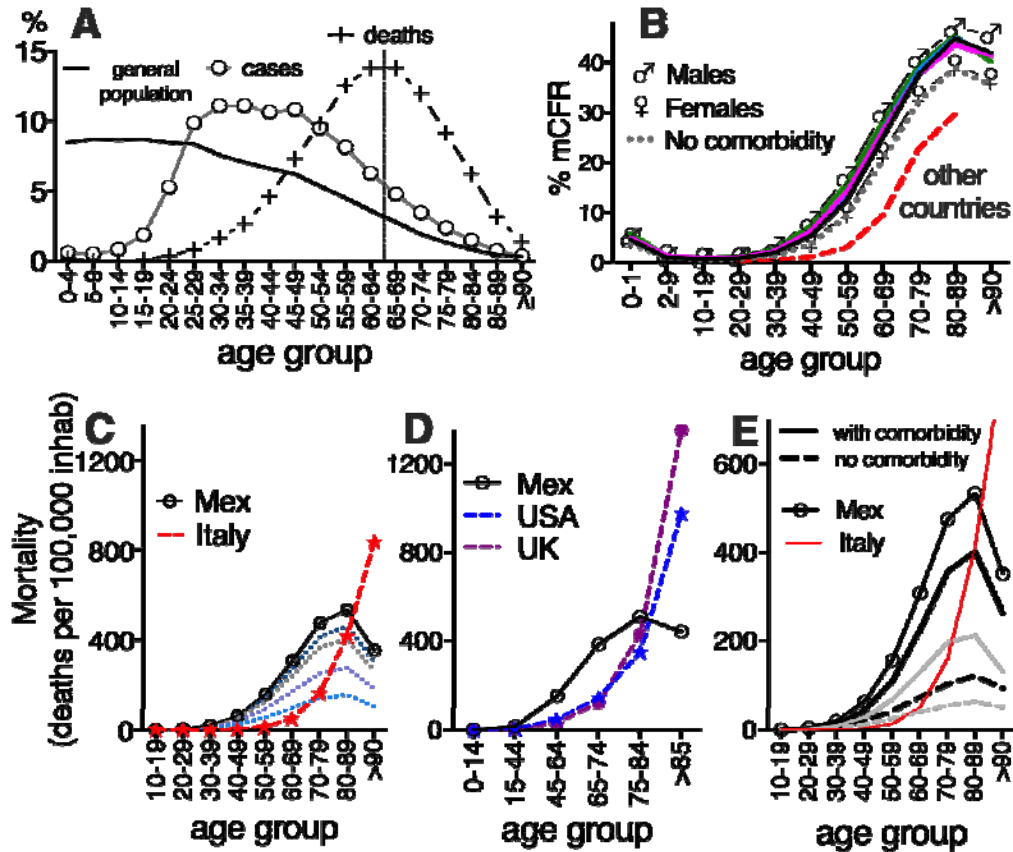 A
%
15
10
5
0
deaths
general
population
cases
0-4
5-9
10-14
15-19
20-24
25-29
30-34
35-39
40-44
45-49
50-54
55-59
60-64
65-69
70-74
75-79
80-84
85-89
≥90
age group
B
% mCFR
40
30
20
10
0
♂ Males
♀ Females
No comorbidity
other
countries
0-1
2-9
10-19
20-29
30-39
40-49
50-59
60-69
70-79
80-89
>90
age group
C
Mortality
(deaths per 100,000 inhab)
1200
800
400
0
Mex
Italy
10-19
20-29
30-39
40-49
50-59
60-69
70-79
80-89
>90
age group
D
1200
800
400
0
Mex
USA
UK
0-14
15-44
45-64
65-74
75-84
>85
age group
E
600
400
200
0
with comorbidity
no comorbidity
Mex
Italy
10-19
20-29
30-39
40-49
50-59
60-69
70-79
80-89
>90
age group